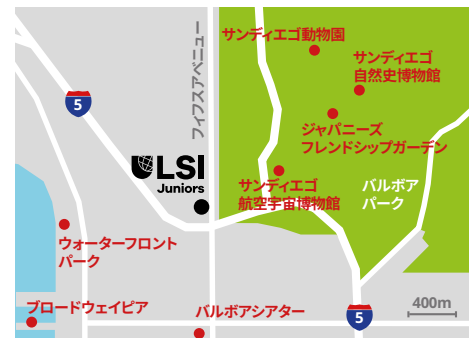 サンディエゴ動物園
サンディエゴ
自然史博物館
フィフスアベニュー
5
ジャパニーズ
フレンドシップガーデン
LSI
Juniors
サンディエゴ
航空宇宙博物館
バルボア
パーク
ウォーターフロント
パーク
ブロードウェイピア
バルボアシアター
5
400m